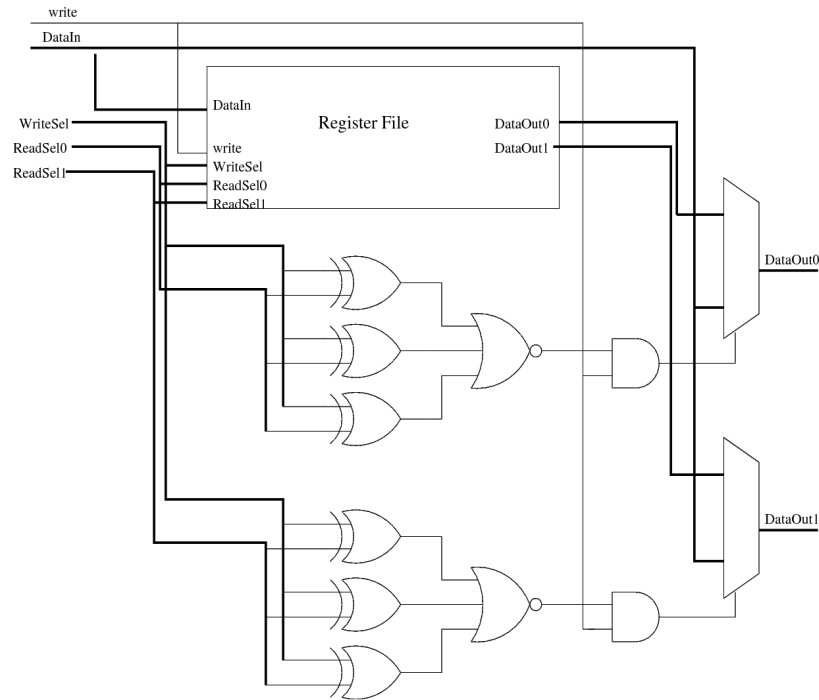 write
DataIn
DataIn
Register File
WriteSel
DataOut0
ReadSel0
write
DataOut1
WriteSel
ReadSel1
ReadSel0
ReadSel1
DataOut0
DataOut1